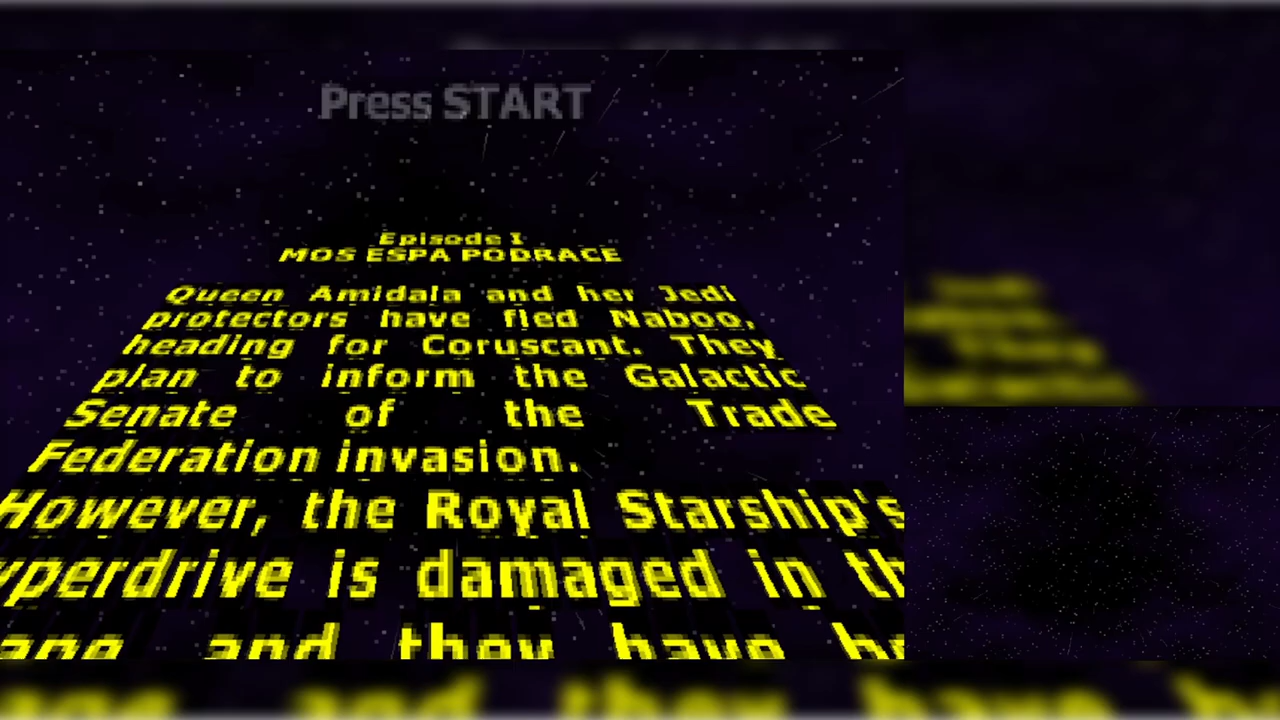 Press START
Episode I
MOS ESPA PODRACE
Queen Amidala and her Jedi
protectors have fled Naboo,
heading for Coruscant. They
plan to inform the Galactic
Senate of the Trade
Federation invasion.
However, the Royal Starship's
yperdrive is damaged in th
and they have